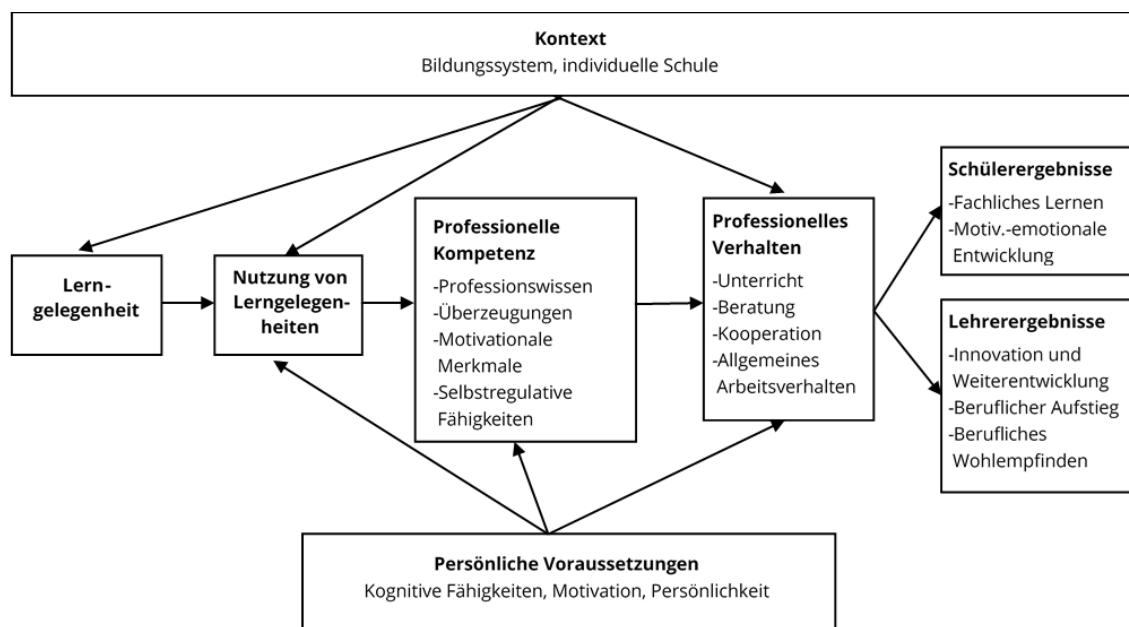 Kontext
Bildungssystem, individuelle Schule
Lern-
gelegenheit
Nutzung von
Lerngelegen-
heiten
Professionelle
Kompetenz
-Professionswissen
-Überzeugungen
-Motivationale
Merkmale
-Selbstregulative
Fähigkeiten
Professionelles
Verhalten
-Unterricht
-Beratung
-Kooperation
-Allgemeines
Arbeitsverhalten
Schülerergebnisse
-Fachliches Lernen
-Motiv.-emotionale
Entwicklung
Lehrerergebnisse
-Innovation und
Weiterentwicklung
-Beruflicher Aufstieg
-Berufliches
Wohlempfinden
Persönliche Voraussetzungen
Kognitive Fähigkeiten, Motivation, Persönlichkeit